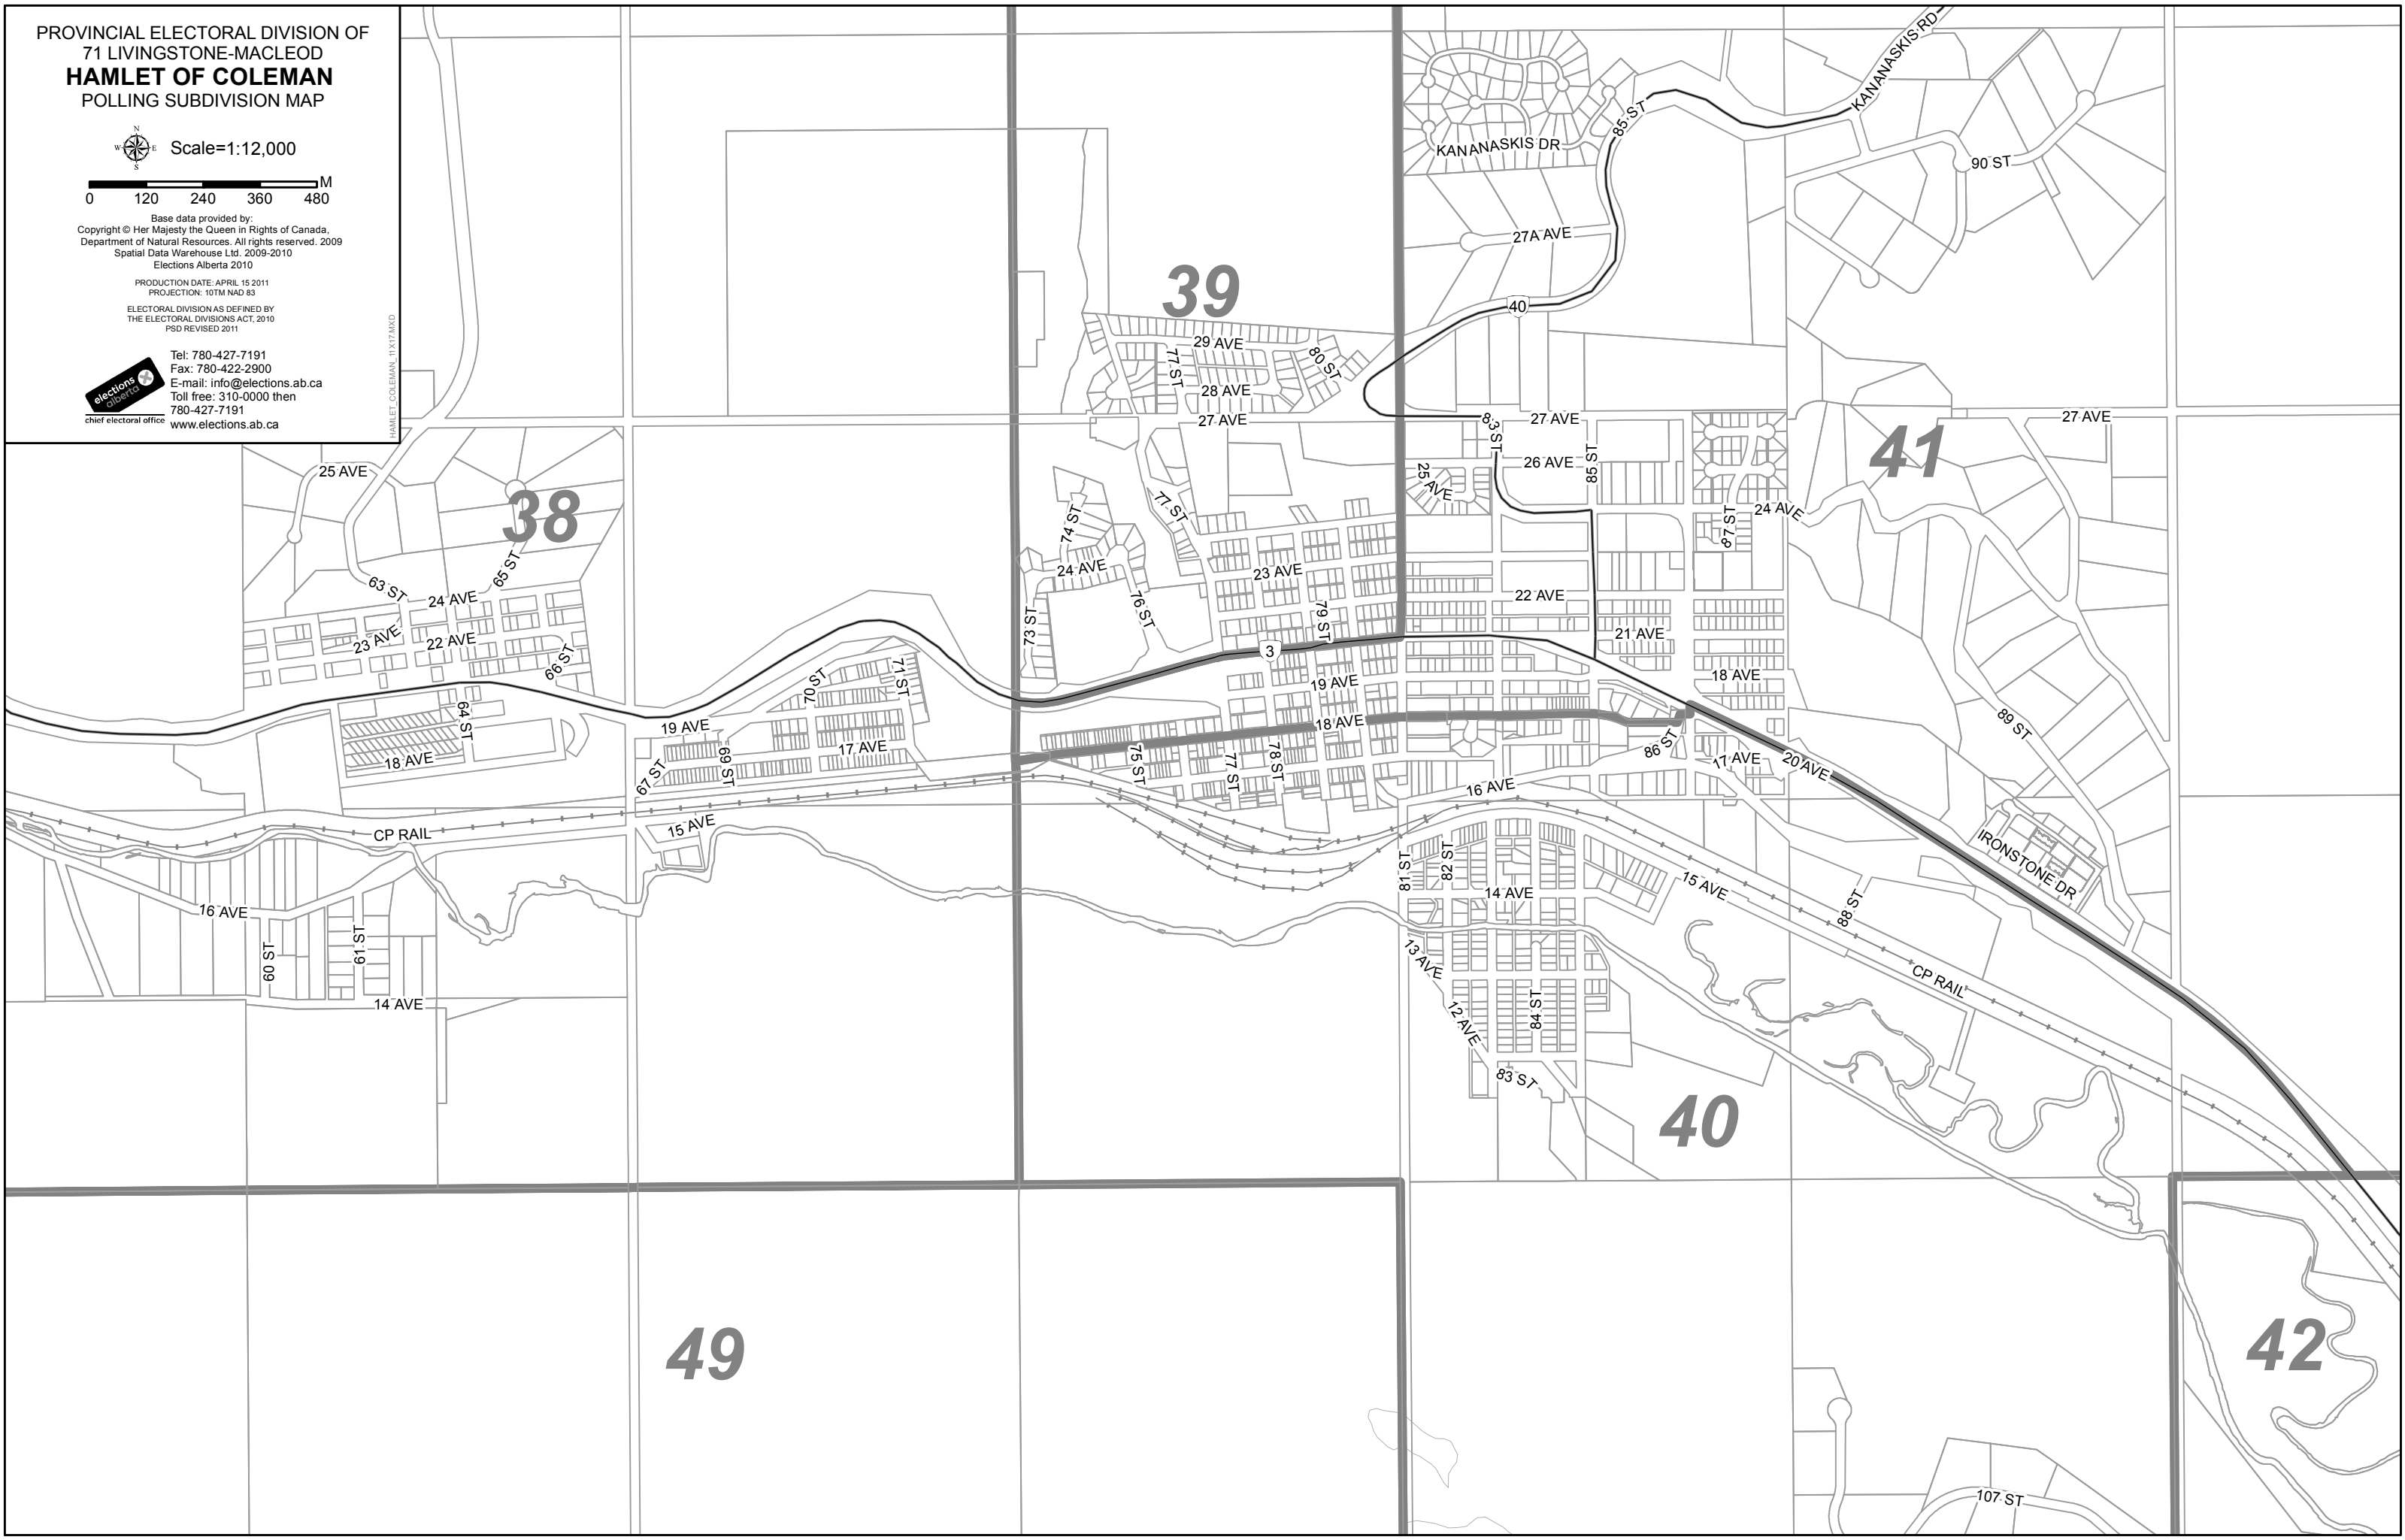 PROVINCIAL ELECTORAL DIVISION OF
71 LIVINGSTONE-MACLEOD
HAMLET OF COLEMAN
POLLING SUBDIVISION MAP
N
W E
S
Scale=1:12,000
M
0 120 240 360 480
Base data provided by:
Copyright © Her Majesty the Queen in Rights of Canada,
Department of Natural Resources. All rights reserved. 2009
Spatial Data Warehouse Ltd. 2009-2010
Elections Alberta 2010
PRODUCTION DATE: APRIL 15 2011
PROJECTION: 10TM NAD 83
ELECTORAL DIVISION AS DEFINED BY
THE ELECTORAL DIVISIONS ACT, 2010
PSD REVISED 2011
HAMLET_COLEMAN_11X17.MXD
elections
alberta
chief electoral office
Tel: 780-427-7191
Fax: 780-422-2900
E-mail: info@elections.ab.ca
Toll free: 310-0000 then
780-427-7191
www.elections.ab.ca
KANANASKIS RD
85 ST
KANANASKIS DR
90 ST
27A AVE
39
40
29 AVE
77 ST
80 ST
28 AVE
27 AVE
83 ST
27 AVE
27 AVE
41
25 AVE
38
25 AVE
26 AVE
85 ST
77 ST
74 ST
87 ST
24 AVE
63 ST
65 ST
24 AVE
24 AVE
23 AVE
76 ST
22 AVE
73 ST
79 ST
23 AVE
22 AVE
66 ST
21 AVE
3
71 ST
70 ST
19 AVE
18 AVE
64 ST
19 AVE
18 AVE
89 ST
18 AVE
69 ST
17 AVE
67 ST
75 ST
77 ST
78 ST
86 ST
17 AVE
20 AVE
16 AVE
CP RAIL
15 AVE
IRONSTONE DR
81 ST
82 ST
14 AVE
15 AVE
88 ST
16 AVE
60 ST
61 ST
14 AVE
13 AVE
CP RAIL
12 AVE
84 ST
83 ST
40
49
42
107 ST